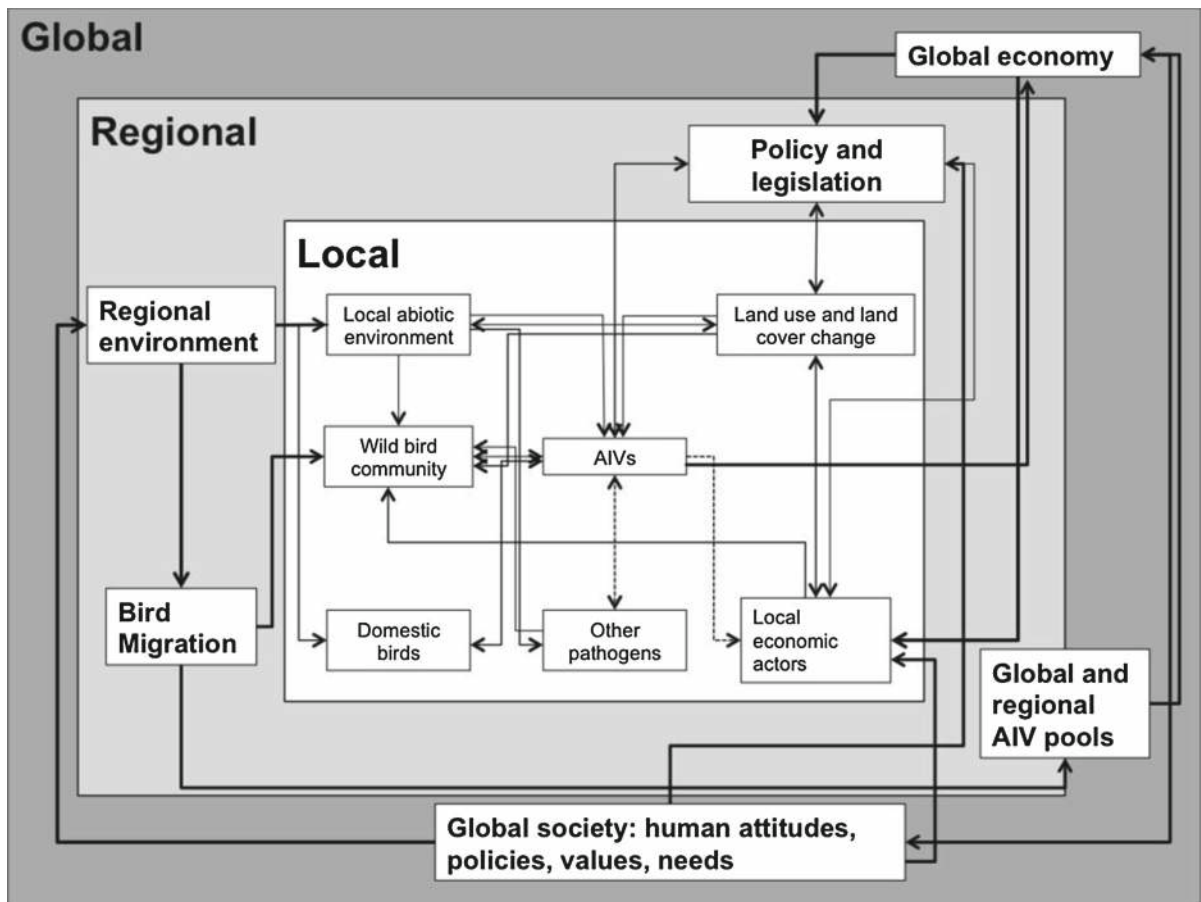 Global
Global economy
Regional
Policy and
legislation
Local
Regional
environment
Local abiotic
environment
Land use and land
cover change
Wild bird
community
AIVs
Bird
Migration
Domestic
birds
Other
pathogens
Local
economic
actors
Global and
regional
AIV pools
Global society: human attitudes,
policies, values, needs